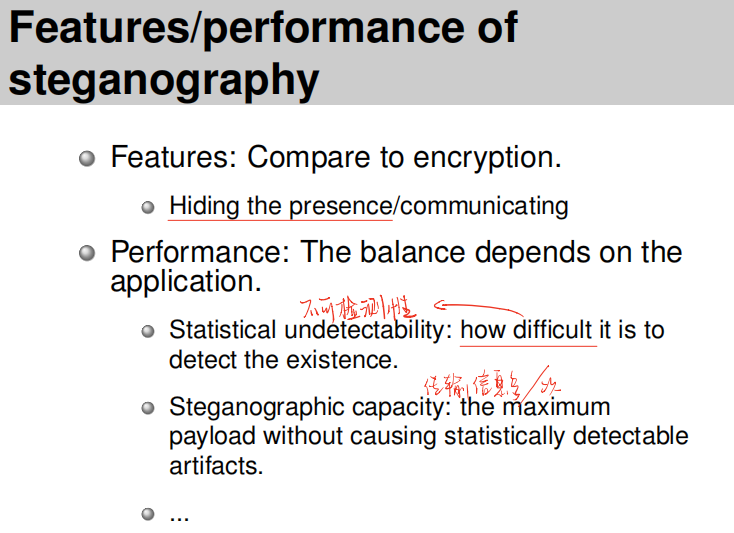 Features/performance of
steganography
Features: Compare to encryption.
Hiding the presence/communicating
Performance: The balance depends on the
application.
不可检测性
Statistical undetectability: how difficult it is to
detect the existence.
传输信息量/次
Steganographic capacity: the maximum
payload without causing statistically detectable
artifacts.
...